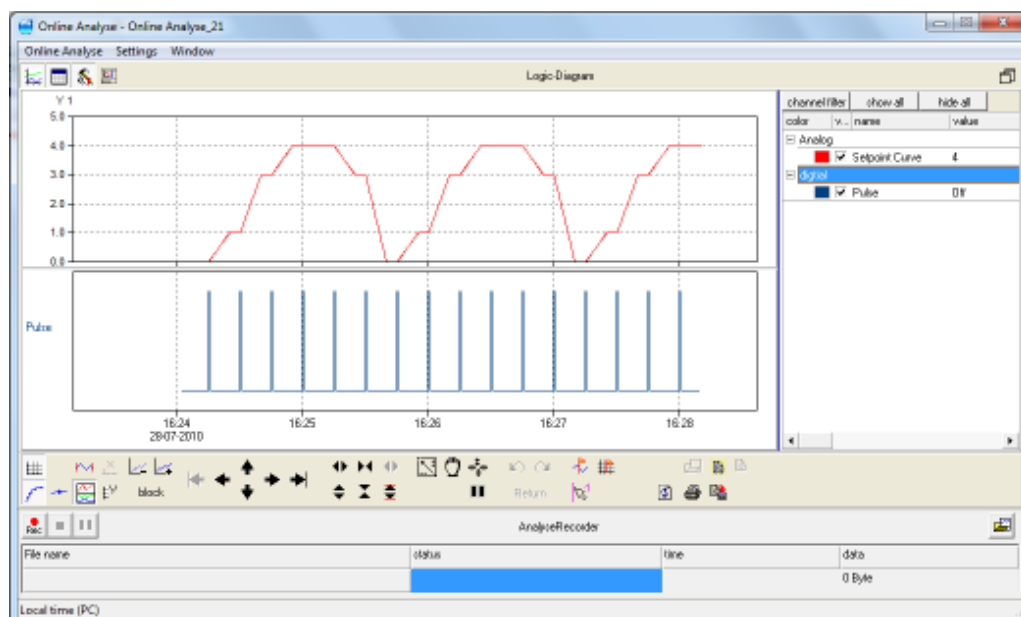 Online Analyse - Online Analyse_21
Online Analyse Settings Window
Logic-Diagram
channel filter show all hide all
color v... name value
Analog
Setpoint Curve 4
digtial
Pulse Off
Y 1
5.0
4.0
3.0
2.0
1.0
0.0
Pulse
16:24 16:25 16:26 16:27 16:28
28-07-2010
block
Return
Rec
AnalyseRecorder
File name status time data
0 Byte
Local time (PC)